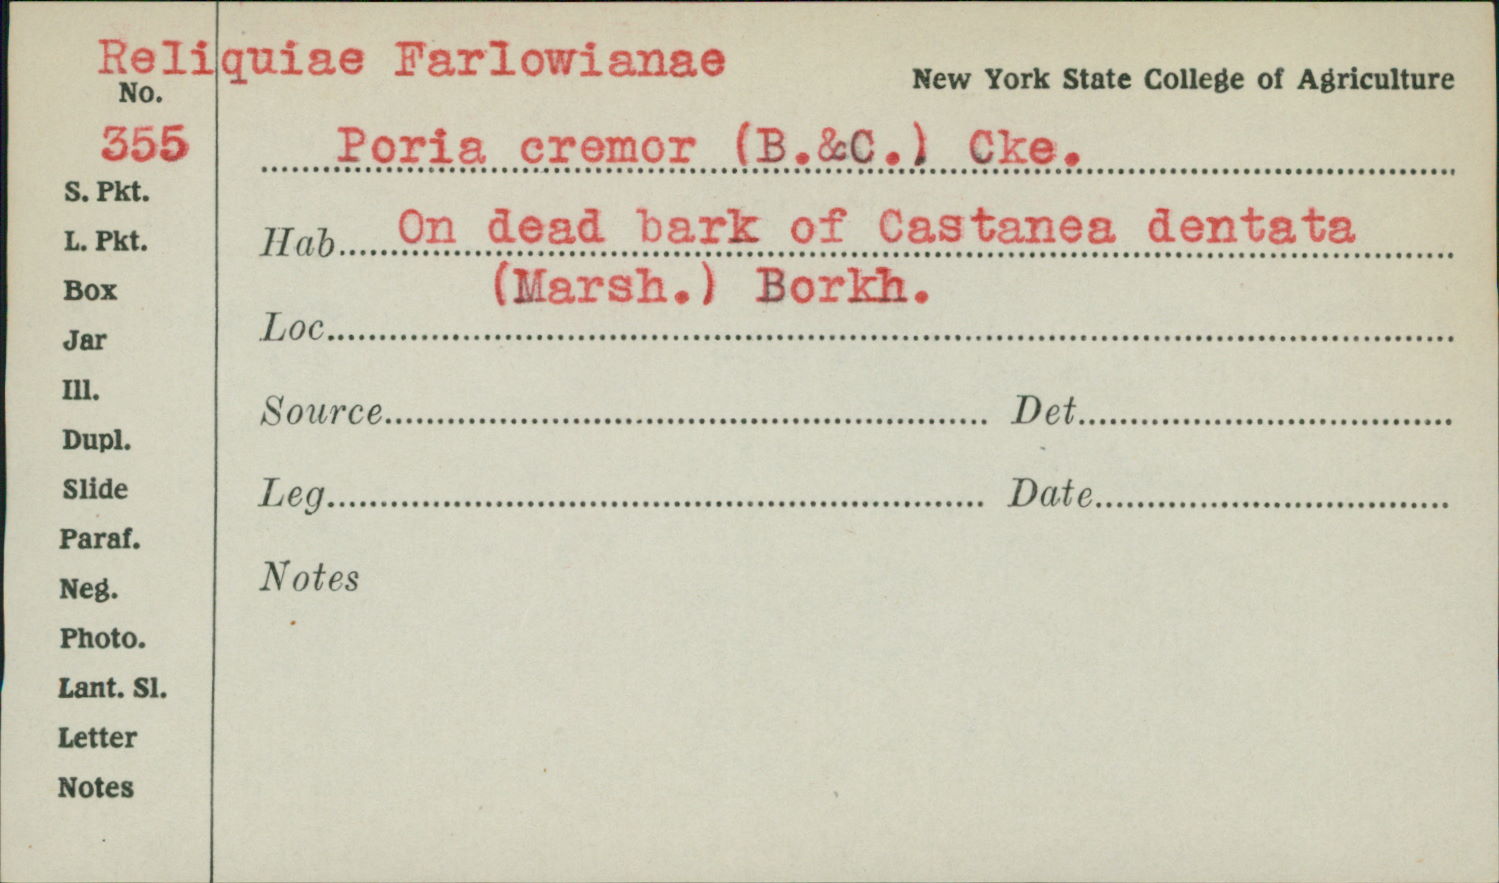 Reliquiae Farlowianae
New York State College of Agriculture
No.
355
Poria cremor (B.&C.) Cke.
S. Pkt.
L. Pkt.
Box
Jar
Ill.
Dupl.
Slide
Paraf.
Neg.
Photo.
Lant. Sl.
Letter
Notes
Hab. On dead bark of Castanea dentata
(Marsh.) Borkh.
Loc.
Source
Det.
Leg.
Date
Notes